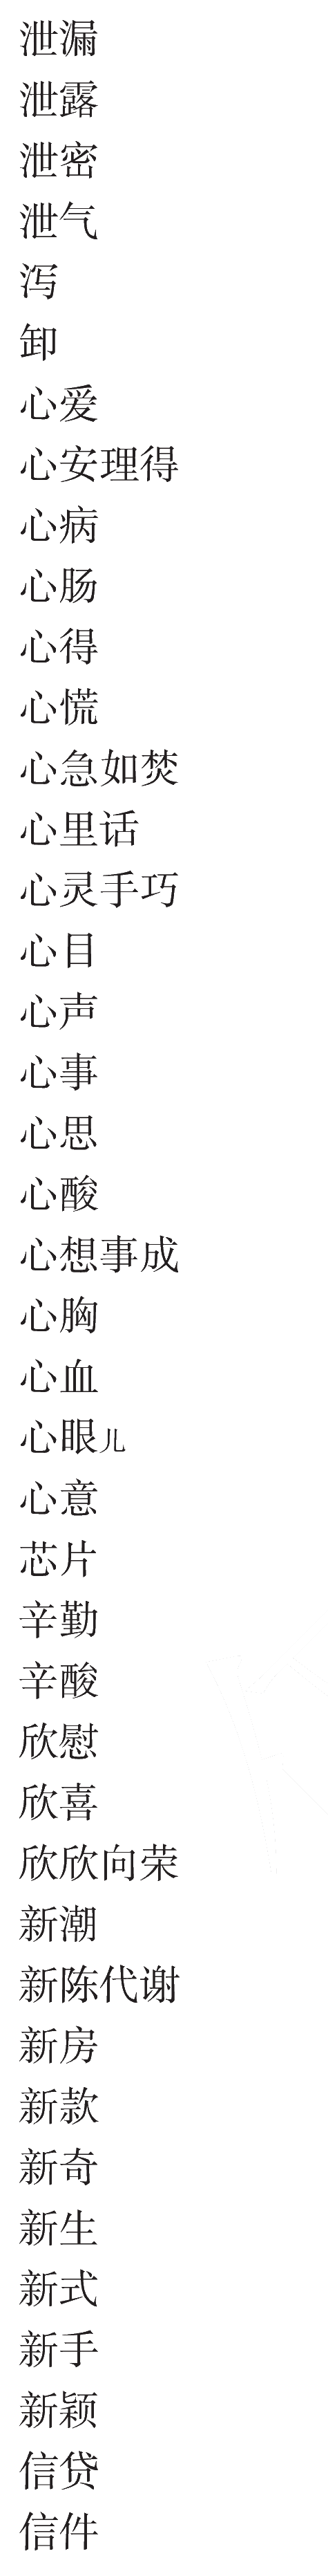 泄漏
泄露
泄密
泄气
泻
卸
心爱
心安理得
心病
心肠
心得
心慌
心急如焚
心里话
心灵手巧
心目
心声
心事
心思
心酸
心想事成
心胸
心血
心眼儿
心意
芯片
辛勤
辛酸
欣慰
欣喜
欣欣向荣
新潮
新陈代谢
新房
新款
新奇
新生
新式
新手
新颖
信贷
信件